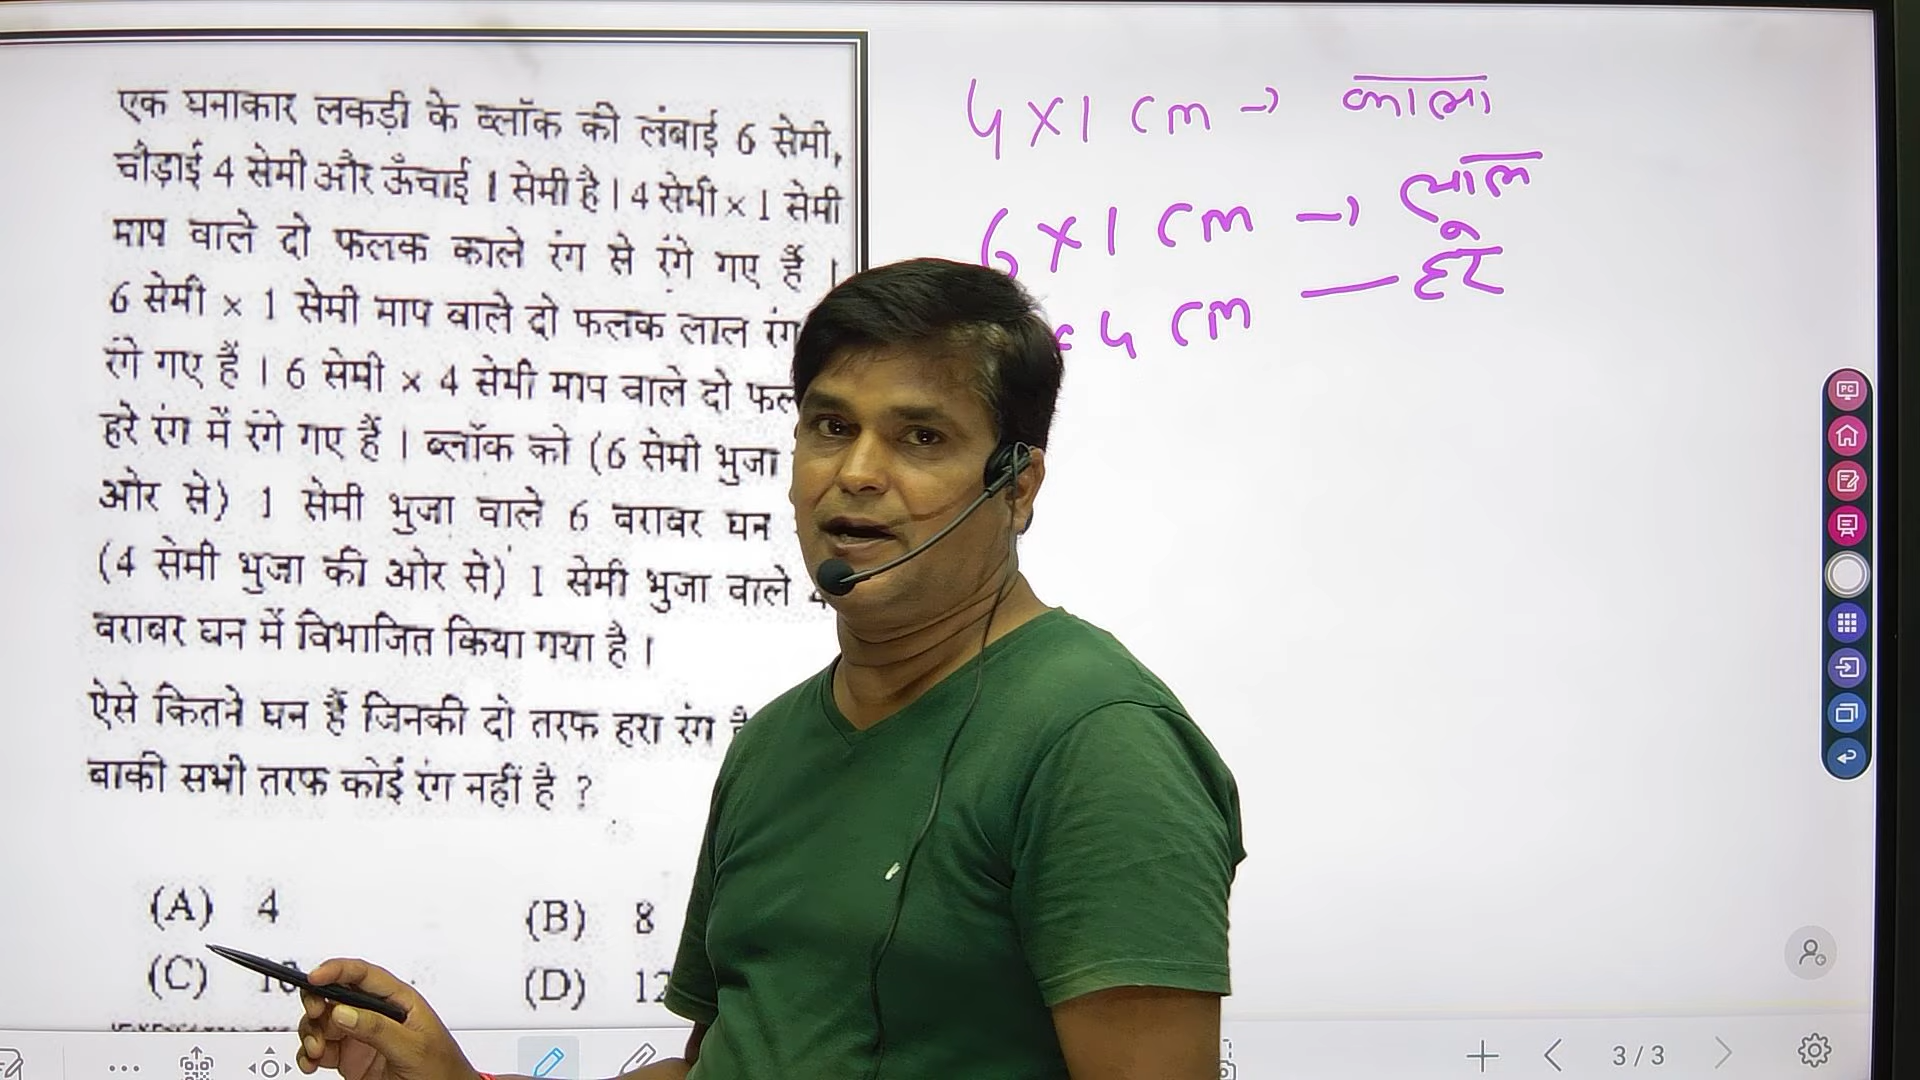 एक घनाकार लकड़ी के ब्लॉक की लंबाई 6 सेमी,
चौड़ाई 4 सेमी और ऊँचाई 1 सेमी है । 4 सेमी × 1 सेमी
माप वाले दो फलक काले रंग से रंगे गए हैं ।
6 सेमी × 1 सेमी माप वाले दो फलक लाल रंग
रंगे गए हैं । 6 सेमी × 4 सेमी माप वाले दो
हरे रंग में रंगे गए हैं । ब्लॉक को (6 सेमी भुजा
ओर से) 1 सेमी भुजा वाले 6 बराबर घन
(4 सेमी भुजा की ओर से) 1 सेमी भुजा वाले
बराबर घन में विभाजित किया गया है ।
ऐसे कितने घन हैं जिनकी दो तरफ हरा रंग
बाकी सभी तरफ कोई रंग नहीं है ?
(A) 4
(B) 8
(C)
(D) 12
4 × 1 cm → काला
6 × 1 cm → लाल
4 cm — हरे
PC
3/3